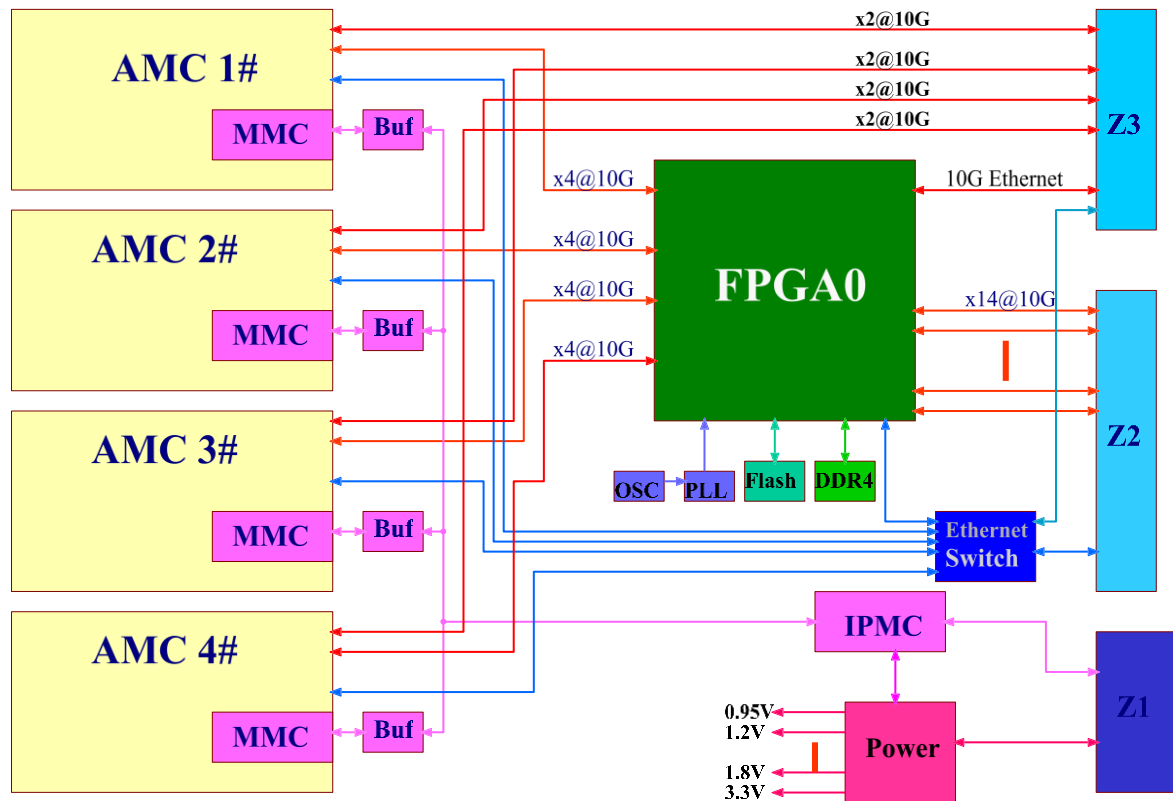 x2@10G
AMC 1#
x2@10G
x2@10G
x2@10G
MMC
Buf
Z3
x4@10G
10G Ethernet
AMC 2#
x4@10G
FPGA0
x4@10G
x14@10G
MMC
Buf
x4@10G
AMC 3#
Z2
OSC
PLL
Flash
DDR4
MMC
Buf
Ethernet
Switch
AMC 4#
IPMC
Z1
0.95V
1.2V
MMC
Buf
Power
1.8V
3.3V